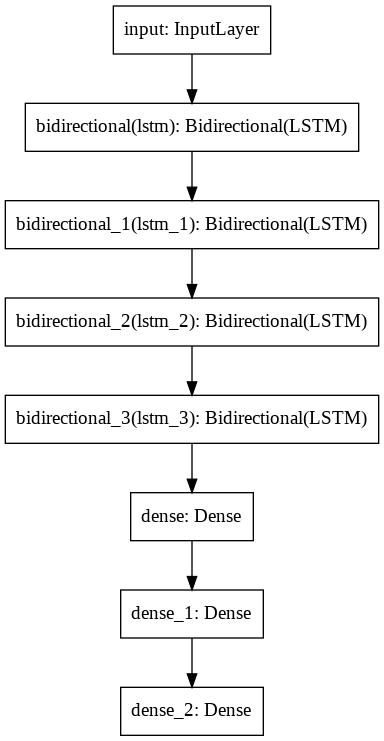 input: InputLayer
bidirectional(lstm): Bidirectional(LSTM)
bidirectional_1(lstm_1): Bidirectional(LSTM)
bidirectional_2(lstm_2): Bidirectional(LSTM)
bidirectional_3(lstm_3): Bidirectional(LSTM)
dense: Dense
dense_1: Dense
dense_2: Dense